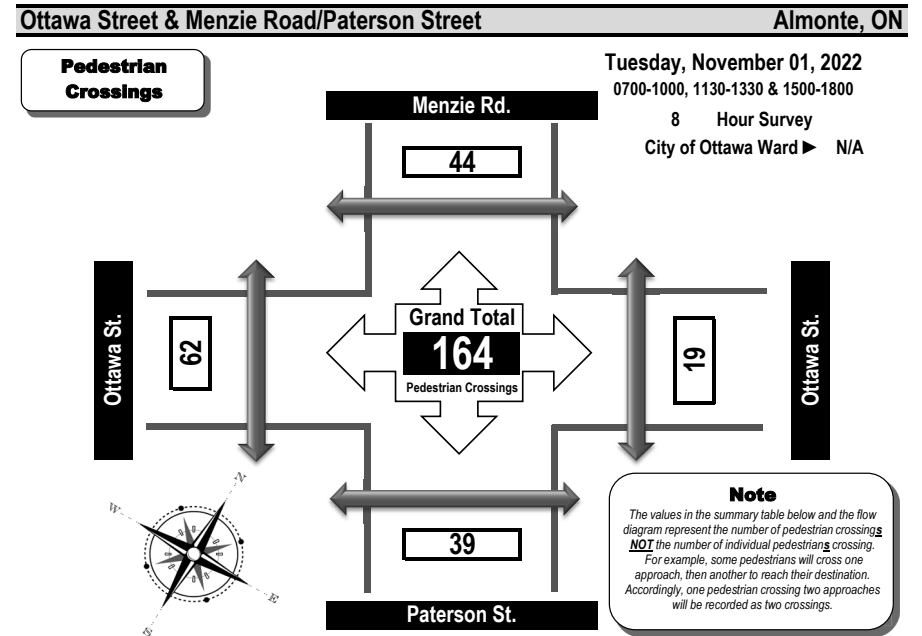 Ottawa Street & Menzie Road/Paterson Street Almonte, ON
Pedestrian
Crossings
Tuesday, November 01, 2022
0700-1000, 1130-1330 & 1500-1800
8 Hour Survey
City of Ottawa Ward ► N/A
Menzie Rd.
44
Ottawa St.
62
Grand Total
164
Pedestrian Crossings
19
Ottawa St.
39
Paterson St.
N
W
E
S
Note
The values in the summary table below and the flow
diagram represent the number of pedestrian crossings
NOT the number of individual pedestrians crossing.
For example, some pedestrians will cross one
approach, then another to reach their destination.
Accordingly, one pedestrian crossing two approaches
will be recorded as two crossings.